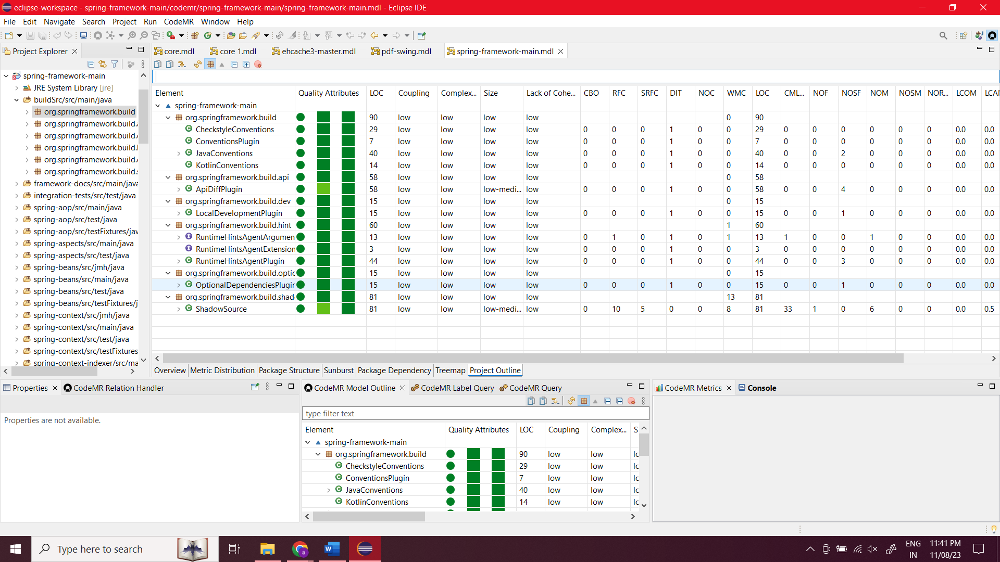 eclipse-workspace - spring-framework-main/codemr/spring-framework-main/spring-framework-main.mdl - Eclipse IDE
File Edit Navigate Search Project Run CodeMR Window Help
Project Explorer
spring-framework-main
JRE System Library [jre]
buildSrc/src/main/java
org.springframework.build
org.springframework.build.
org.springframework.build.
org.springframework.build.
org.springframework.build.
org.springframework.build.
framework-docs/src/main/java
integration-tests/src/test/java
spring-aop/src/main/java
spring-aop/src/test/java
spring-aop/src/testFixtures/jav
spring-aspects/src/main/java
spring-aspects/src/test/java
spring-beans/src/jmh/java
spring-beans/src/main/java
spring-beans/src/test/java
spring-beans/src/testFixtures/j
spring-context/src/jmh/java
spring-context/src/main/java
spring-context/src/test/java
spring-context/src/testFixtures
spring-context-indexer/src/ma
core.mdl core 1.mdl ehcache3-master.mdl pdf-swing.mdl spring-framework-main.mdl
Element Quality Attributes LOC Coupling Complex... Size Lack of Cohe... CBO RFC SRFC DIT NOC WMC LOC CML... NOF NOSF NOM NOSM NOR... LCOM LCAM
spring-framework-main
org.springframework.build 90 low low low low 0 90
CheckstyleConventions 29 low low low low 0 0 0 1 0 0 29 0 0 0 0 0 0 0.0 0.0
ConventionsPlugin 7 low low low low 0 0 0 1 0 0 7 0 0 0 0 0 0 0.0 0.0
JavaConventions 40 low low low low 0 0 0 1 0 0 40 0 0 2 0 0 0 0.0 0.0
KotlinConventions 14 low low low low 0 0 0 1 0 0 14 0 0 0 0 0 0 0.0 0.0
org.springframework.build.api 58 low low low low 0 58
ApiDiffPlugin 58 low low low-medi... low 0 0 0 1 0 0 58 0 0 4 0 0 0 0.0 0.0
org.springframework.build.dev 15 low low low low 0 15
LocalDevelopmentPlugin 15 low low low low 0 0 0 1 0 0 15 0 0 1 0 0 0 0.0 0.0
org.springframework.build.hint 60 low low low low 1 60
RuntimeHintsAgentArgumen 13 low low low low 0 1 0 1 0 1 13 1 0 0 1 0 0 0.0 0.0
RuntimeHintsAgentExtension 3 low low low low 0 0 0 1 0 0 3 0 0 0 0 0 0 0.0 0.0
RuntimeHintsAgentPlugin 44 low low low low 0 0 0 1 0 0 44 0 0 3 0 0 0 0.0 0.0
org.springframework.build.optic 15 low low low low 0 15
OptionalDependenciesPlugin 15 low low low low 0 0 0 1 0 0 15 0 0 1 0 0 0 0.0 0.0
org.springframework.build.shad 81 low low low low 13 81
ShadowSource 81 low low low-medi... low 0 10 5 0 0 8 81 33 1 0 6 0 0 0.0 0.5
Overview Metric Distribution Package Structure Sunburst Package Dependency Treemap Project Outline
Properties CodeMR Relation Handler
Properties are not available.
CodeMR Model Outline CodeMR Label Query CodeMR Query
type filter text
Element Quality Attributes LOC Coupling Complex... S
spring-framework-main
org.springframework.build 90 low low lc
CheckstyleConventions 29 low low lc
ConventionsPlugin 7 low low lc
JavaConventions 40 low low lc
KotlinConventions 14 low low lc
CodeMR Metrics Console
Type here to search
ENG
IN
11:41 PM
11/08/23